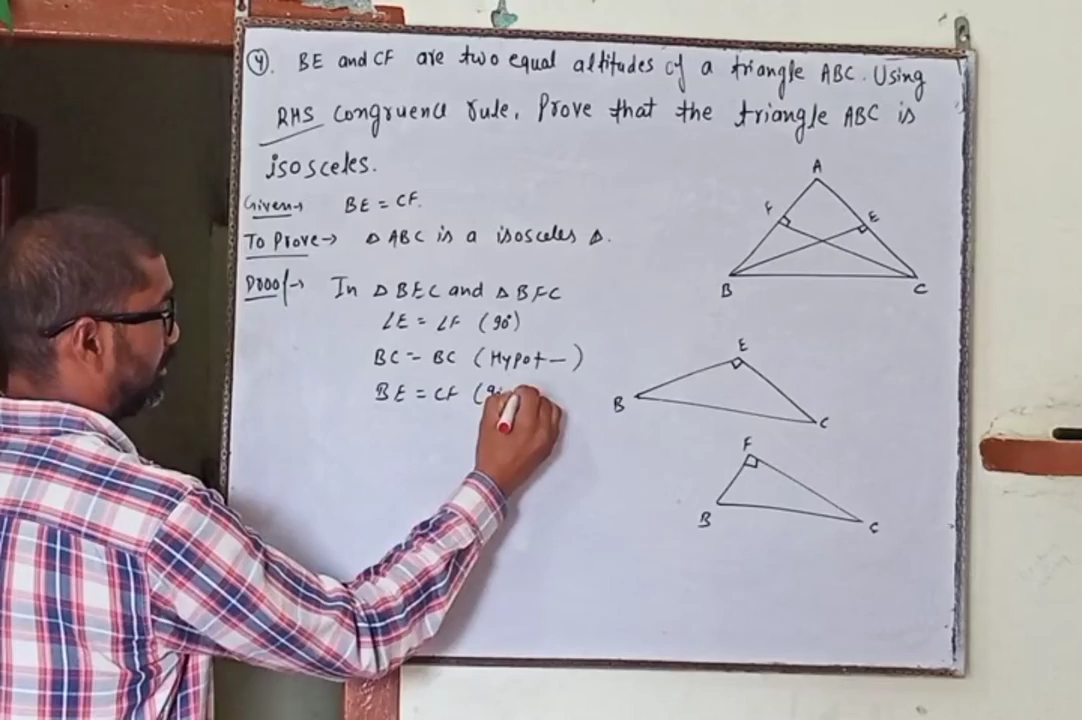 ④. BE and CF are two equal altitudes of a triangle ABC. Using
RHS congruence rule, Prove that the triangle ABC is
isosceles.
Given→ BE = CF.
To Prove→ △ ABC is a isosceles △.
Proof→ In △ BEC and △ BFC
∠E = ∠F (90°)
BC = BC (Hypot—)
BE = CF (
A
F
E
B
C
E
B
C
F
B
C